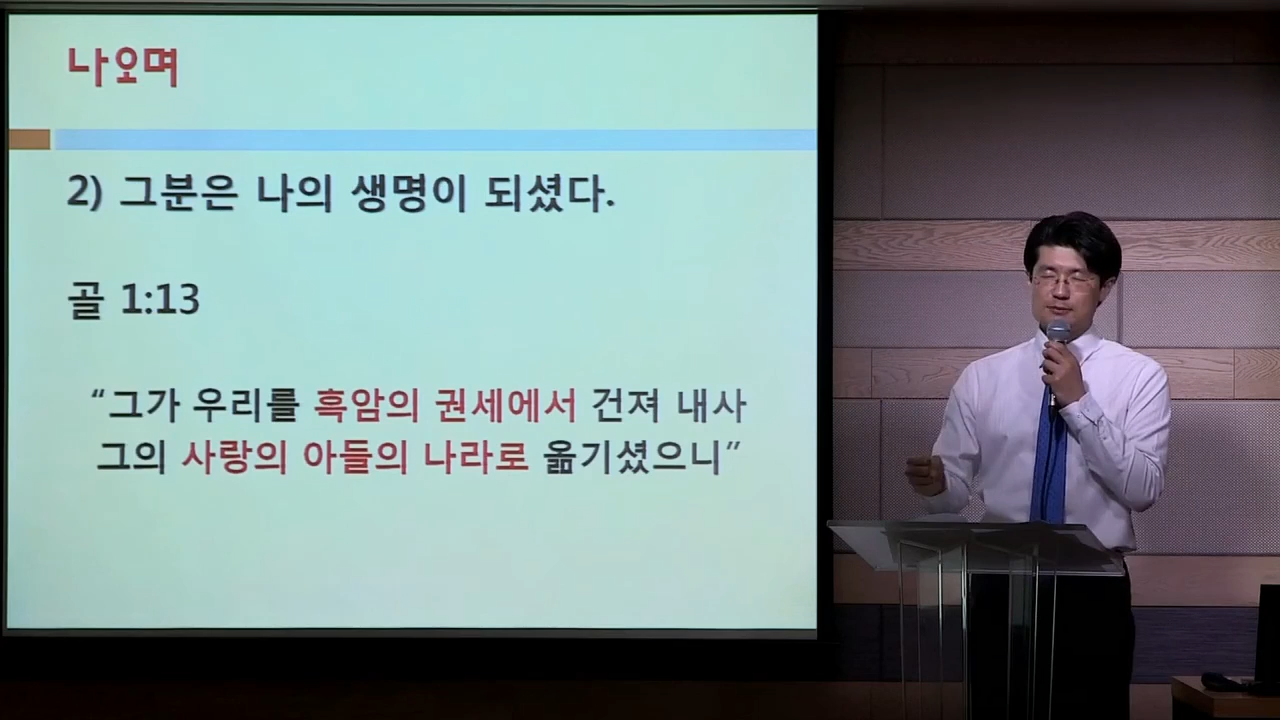 나오며
2) 그분은 나의 생명이 되셨다.
골 1:13
“그가 우리를 흑암의 권세에서 건져 내사
그의 사랑의 아들의 나라로 옮기셨으니”